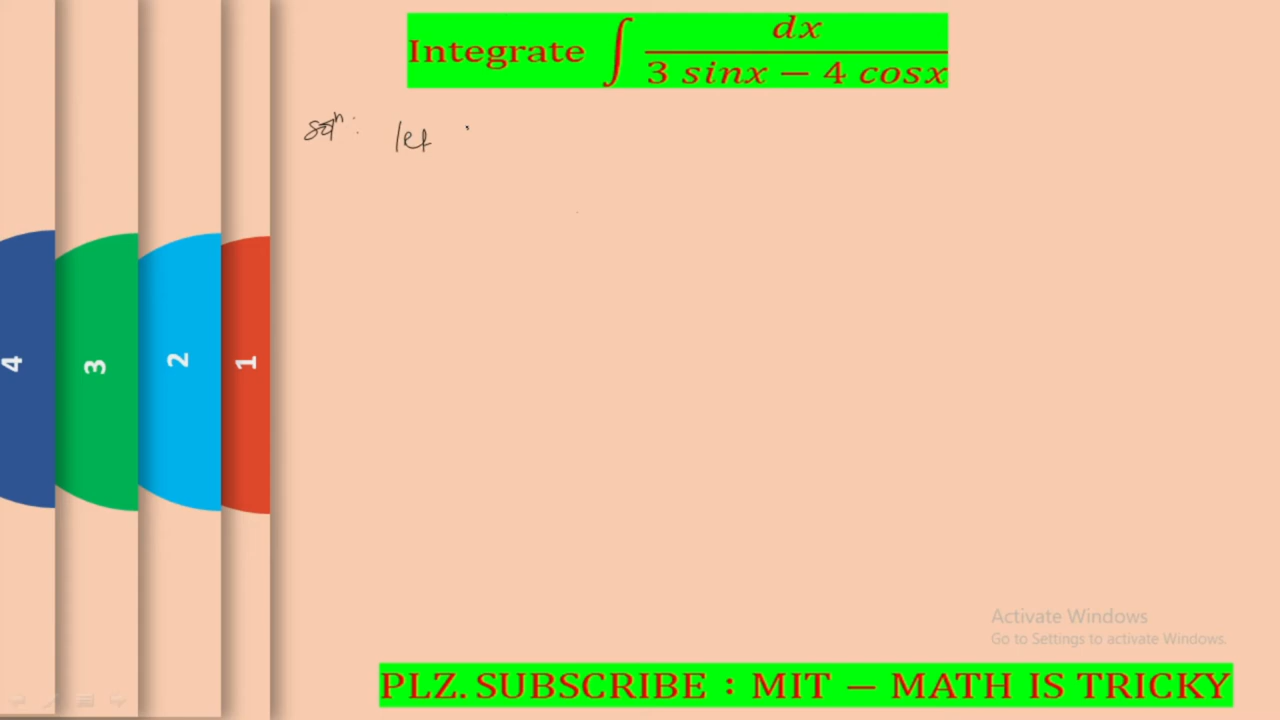 Integrate ∫ dx / (3 sinx − 4 cosx)
Solⁿ: let
4
3
2
1
Activate Windows
Go to Settings to activate Windows.
PLZ. SUBSCRIBE : MIT − MATH IS TRICKY